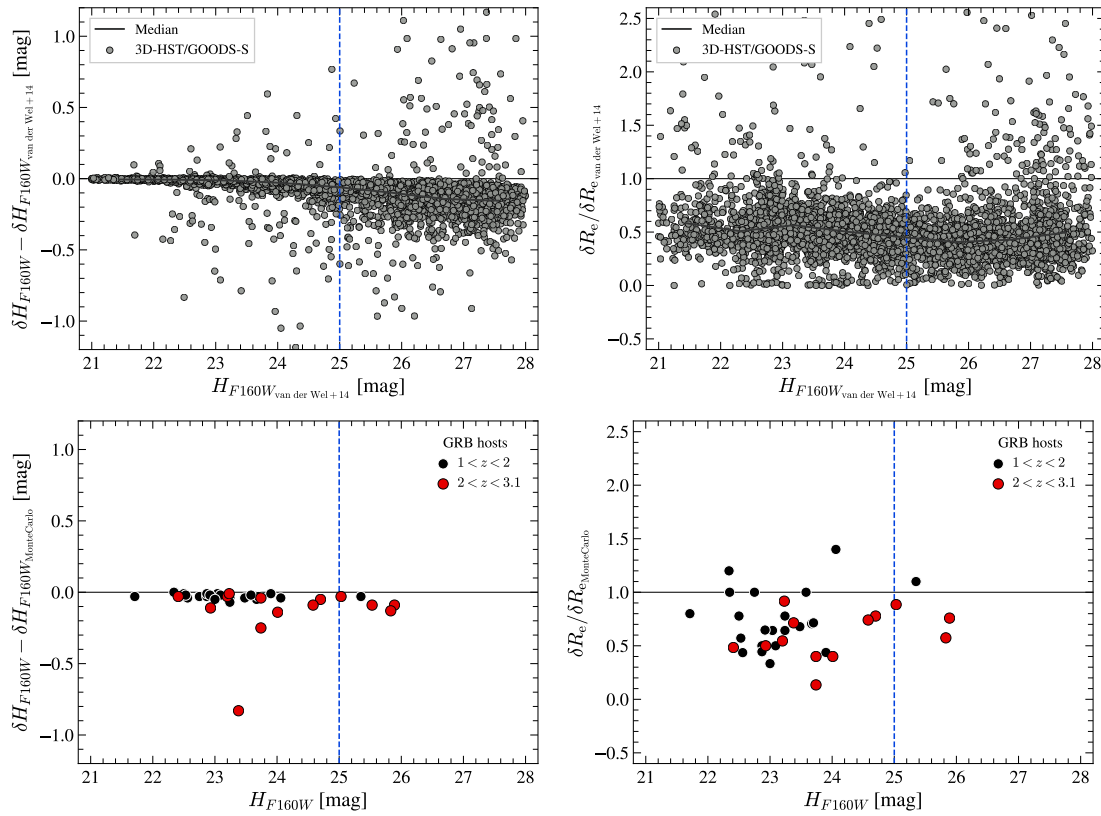 δH_F160W − δH_F160W_van der Wel+14 [mag]
1.0
0.5
0.0
−0.5
−1.0
Median
3D-HST/GOODS-S
21 22 23 24 25 26 27 28
H_F160W_van der Wel+14 [mag]
δR_e/δR_e_van der Wel+14
2.5
2.0
1.5
1.0
0.5
0.0
−0.5
Median
3D-HST/GOODS-S
21 22 23 24 25 26 27 28
H_F160W_van der Wel+14 [mag]
δH_F160W − δH_F160W_MonteCarlo [mag]
1.0
0.5
0.0
−0.5
−1.0
GRB hosts
1 < z < 2
2 < z < 3.1
21 22 23 24 25 26 27 28
H_F160W [mag]
δR_e/δR_e_MonteCarlo
2.5
2.0
1.5
1.0
0.5
0.0
−0.5
GRB hosts
1 < z < 2
2 < z < 3.1
21 22 23 24 25 26 27 28
H_F160W [mag]